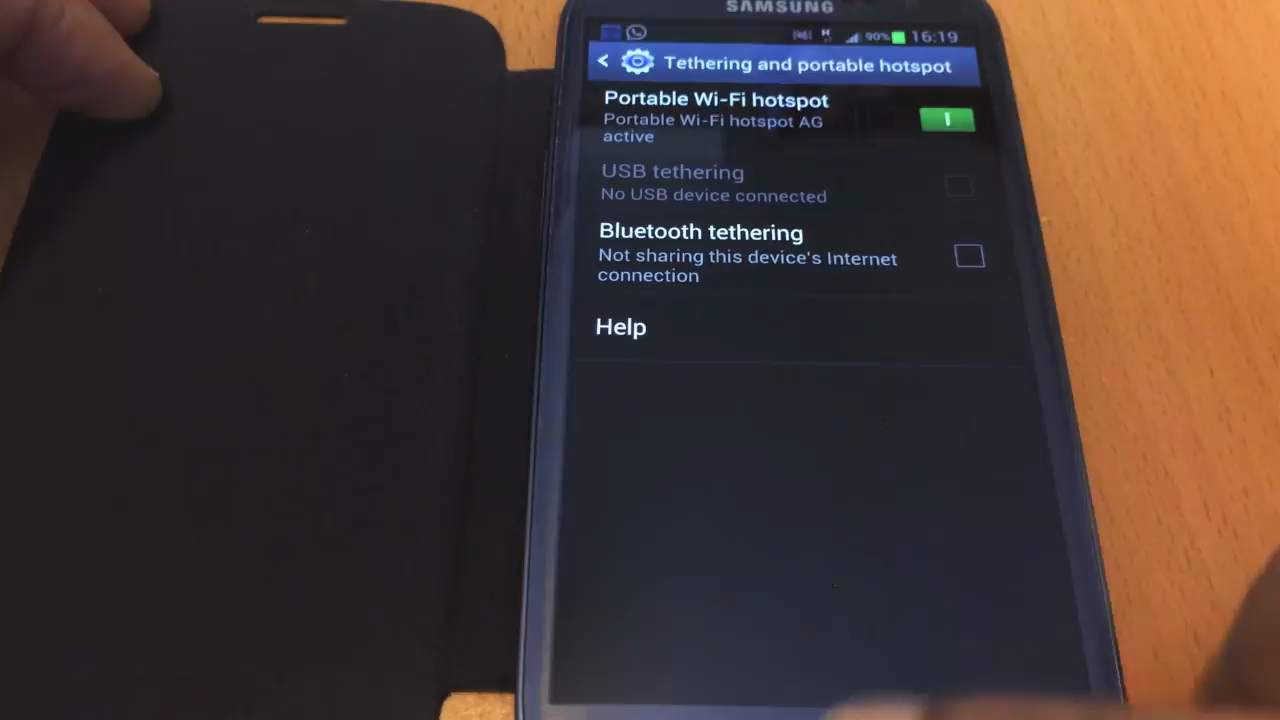 SAMSUNG
H 90% 16:19
< Tethering and portable hotspot
Portable Wi-Fi hotspot
Portable Wi-Fi hotspot AG
active
USB tethering
No USB device connected
Bluetooth tethering
Not sharing this device's Internet
connection
Help